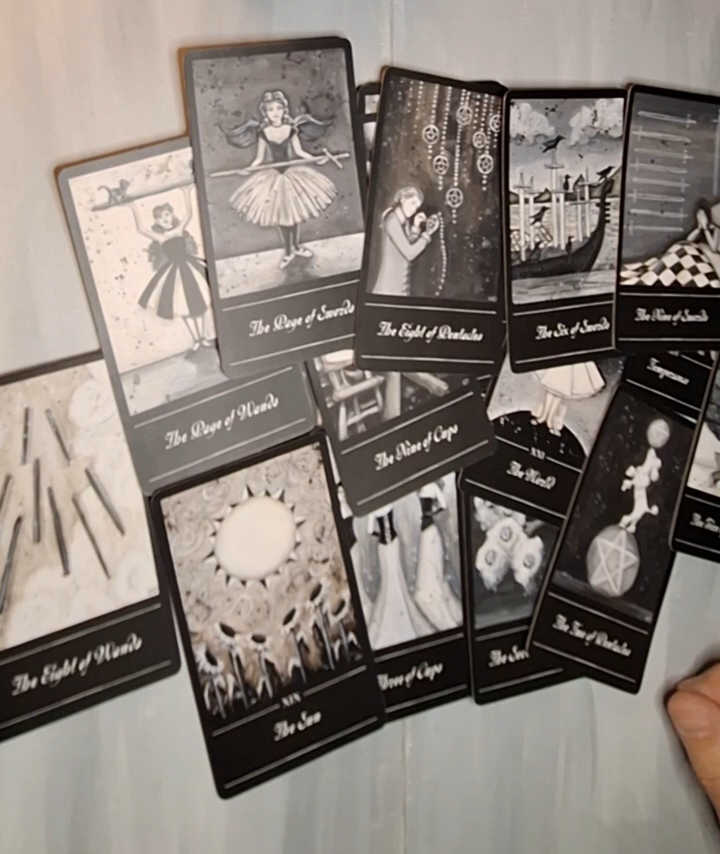 The Page of Swords
The Eight of Pentacles
The Six of Swords
The Nine of Swords
The Page of Wands
The Nine of Cups
Temperance
XXI
The World
The Eight of Wands
XIX
The Sun
Three of Cups
The
The Two of Pentacles
The